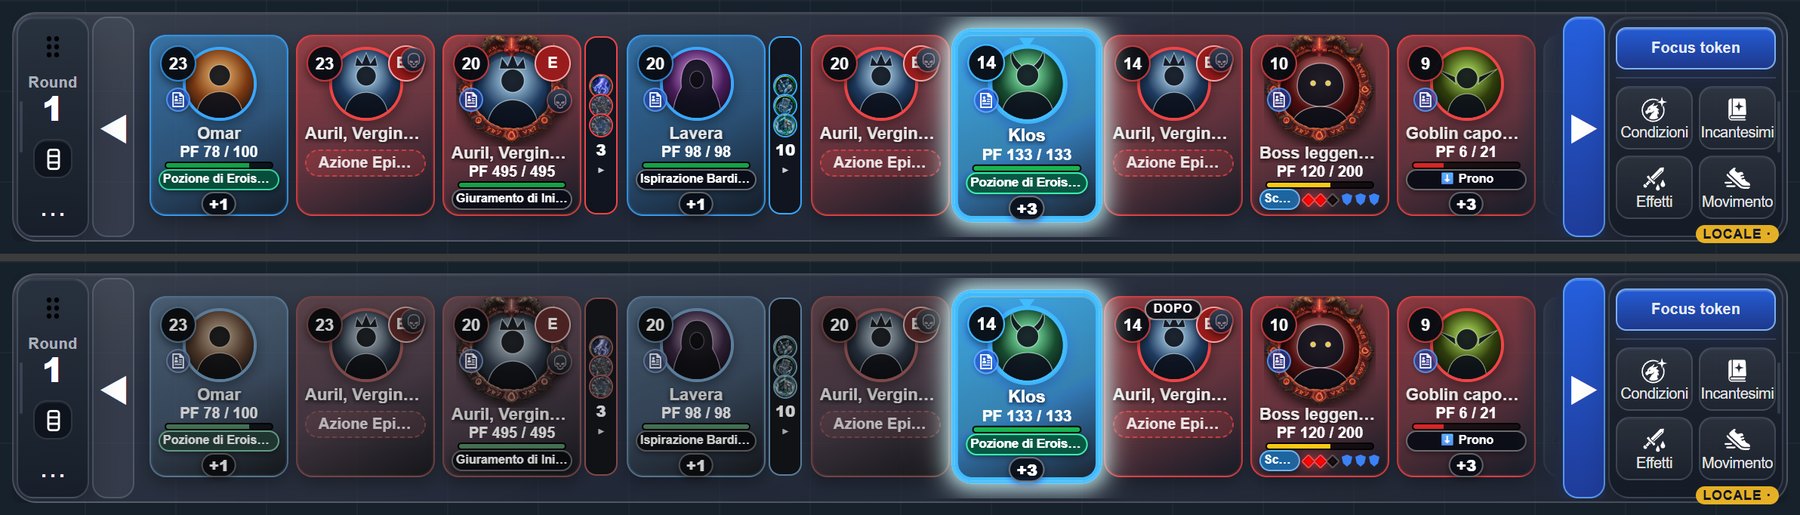 Round
1
...
23
Omar
PF 78 / 100
Pozione di Erois...
+1
23
E
Auril, Vergin...
Azione Epi...
20
E
Auril, Vergin...
PF 495 / 495
Giuramento di Ini...
3
20
Lavera
PF 98 / 98
Ispirazione Bardi...
+1
10
20
E
Auril, Vergin...
Azione Epi...
14
Klos
PF 133 / 133
Pozione di Erois...
+3
14
E
Auril, Vergin...
Azione Epi...
10
Boss leggen...
PF 120 / 200
Sc...
9
Goblin capo...
PF 6 / 21
Prono
+3
Focus token
Condizioni
Incantesimi
Effetti
Movimento
LOCALE ·
Round
1
...
23
Omar
PF 78 / 100
Pozione di Erois...
+1
23
E
Auril, Vergin...
Azione Epi...
20
E
Auril, Vergin...
PF 495 / 495
Giuramento di Ini...
3
20
Lavera
PF 98 / 98
Ispirazione Bardi...
+1
10
20
E
Auril, Vergin...
Azione Epi...
14
Klos
PF 133 / 133
Pozione di Erois...
+3
DOPO
14
E
Auril, Vergin...
Azione Epi...
10
Boss leggen...
PF 120 / 200
Sc...
9
Goblin capo...
PF 6 / 21
Prono
+3
Focus token
Condizioni
Incantesimi
Effetti
Movimento
LOCALE ·